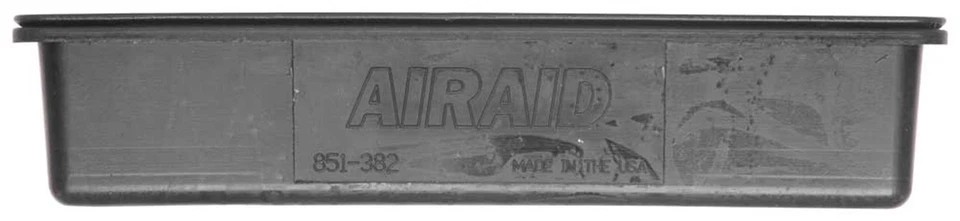 AIRAID
851-382 MADE IN THE USA